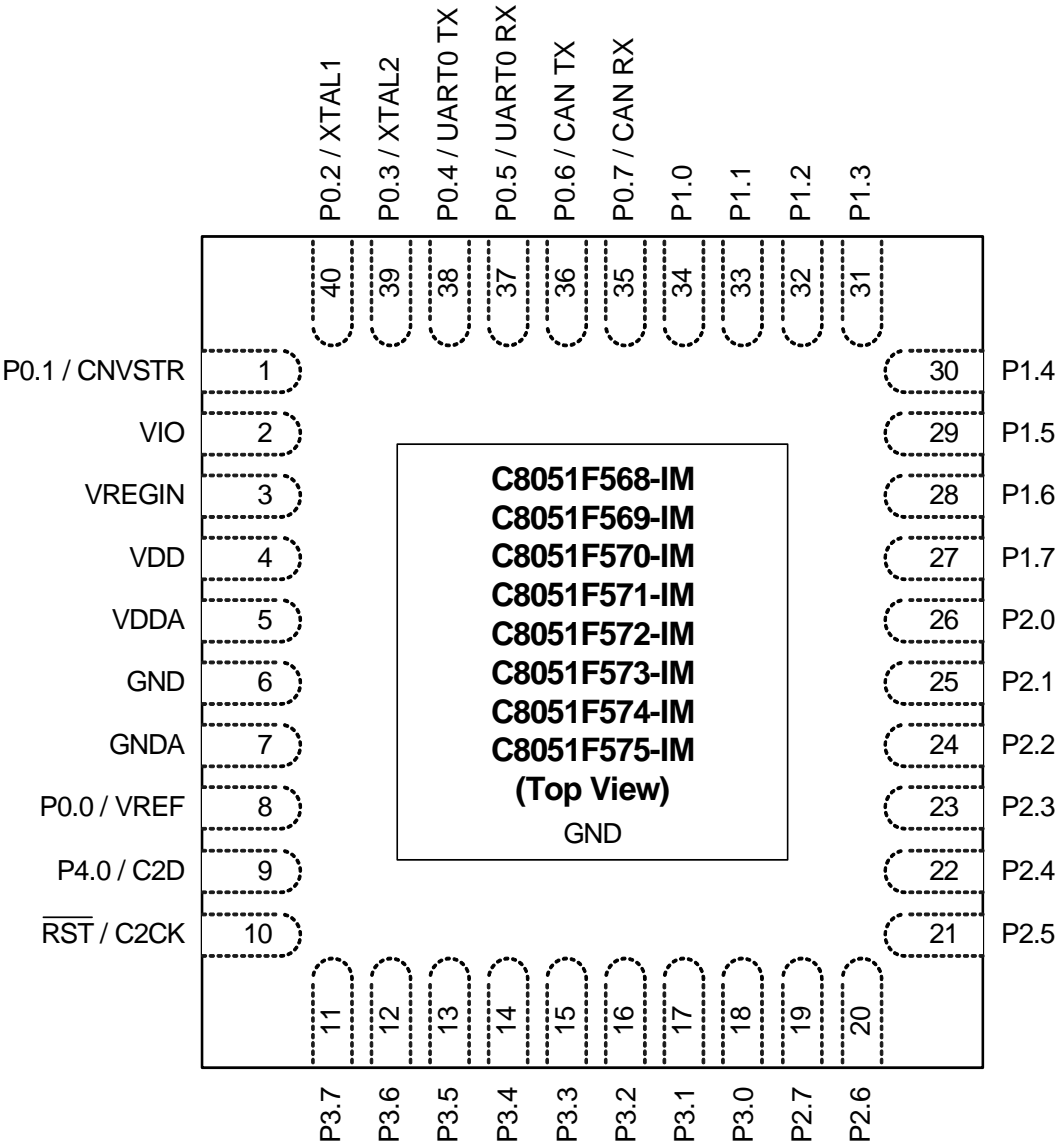 P0.2 / XTAL1
P0.3 / XTAL2
P0.4 / UART0 TX
P0.5 / UART0 RX
P0.6 / CAN TX
P0.7 / CAN RX
P1.0
P1.1
P1.2
P1.3
40
39
38
37
36
35
34
33
32
31
P0.1 / CNVSTR 1
VIO 2
VREGIN 3
VDD 4
VDDA 5
GND 6
GNDA 7
P0.0 / VREF 8
P4.0 / C2D 9
RST / C2CK 10
C8051F568-IM
C8051F569-IM
C8051F570-IM
C8051F571-IM
C8051F572-IM
C8051F573-IM
C8051F574-IM
C8051F575-IM
(Top View)
GND
30 P1.4
29 P1.5
28 P1.6
27 P1.7
26 P2.0
25 P2.1
24 P2.2
23 P2.3
22 P2.4
21 P2.5
11
12
13
14
15
16
17
18
19
20
P3.7
P3.6
P3.5
P3.4
P3.3
P3.2
P3.1
P3.0
P2.7
P2.6